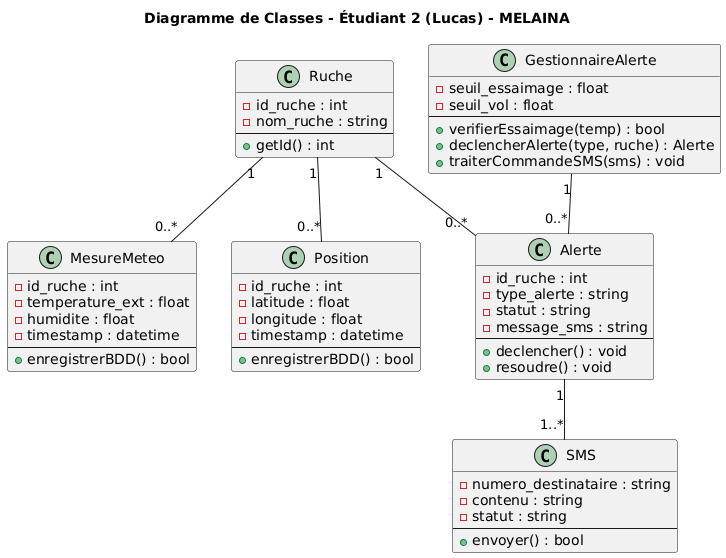 Diagramme de Classes - Étudiant 2 (Lucas) - MELAINA
C Ruche
id_ruche : int
nom_ruche : string
getId() : int
C GestionnaireAlerte
seuil_essaimage : float
seuil_vol : float
verifierEssaimage(temp) : bool
declencherAlerte(type, ruche) : Alerte
traiterCommandeSMS(sms) : void
1
1
1
1
0..*
0..*
0..*
0..*
C MesureMeteo
id_ruche : int
temperature_ext : float
humidite : float
timestamp : datetime
enregistrerBDD() : bool
C Position
id_ruche : int
latitude : float
longitude : float
timestamp : datetime
enregistrerBDD() : bool
C Alerte
id_ruche : int
type_alerte : string
statut : string
message_sms : string
declencher() : void
resoudre() : void
1
1..*
C SMS
numero_destinataire : string
contenu : string
statut : string
envoyer() : bool